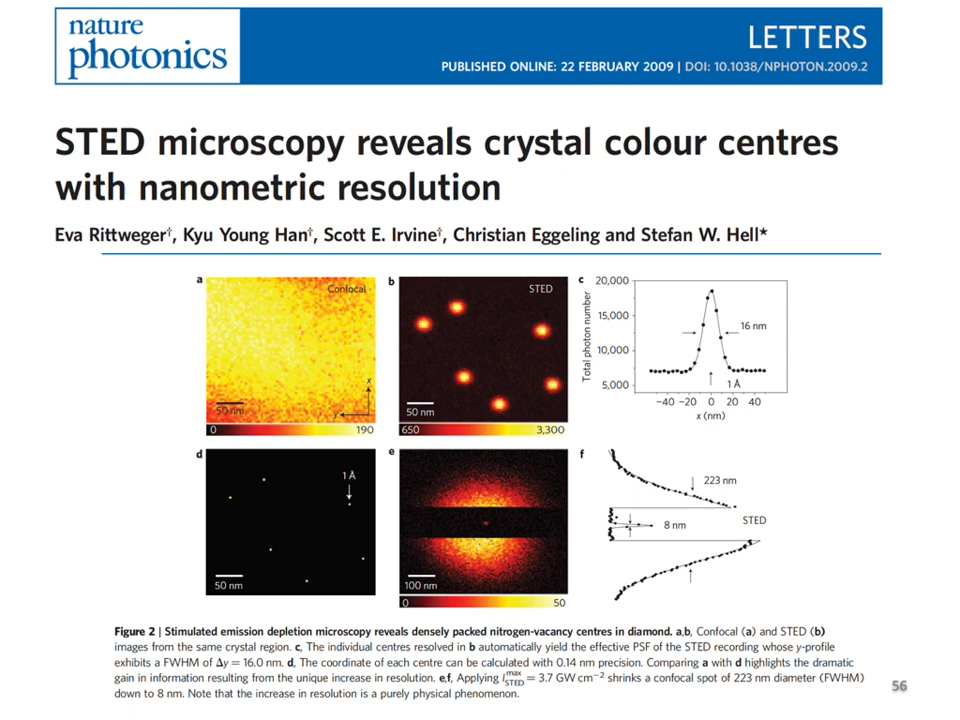 nature
photonics
LETTERS
PUBLISHED ONLINE: 22 FEBRUARY 2009 | DOI: 10.1038/NPHOTON.2009.2
STED microscopy reveals crystal colour centres
with nanometric resolution
Eva Rittweger†, Kyu Young Han†, Scott E. Irvine†, Christian Eggeling and Stefan W. Hell*
a
Confocal
x
y
50 nm
0 190
b
STED
50 nm
650 3,300
c
Total photon number
20,000
15,000
10,000
5,000
16 nm
1 Å
−40 −20 0 20 40
x (nm)
d
1 Å
50 nm
e
100 nm
0 50
f
223 nm
8 nm
STED
Figure 2 | Stimulated emission depletion microscopy reveals densely packed nitrogen-vacancy centres in diamond. a,b, Confocal (a) and STED (b)
images from the same crystal region. c, The individual centres resolved in b automatically yield the effective PSF of the STED recording whose y-profile
exhibits a FWHM of Δy = 16.0 nm. d, The coordinate of each centre can be calculated with 0.14 nm precision. Comparing a with d highlights the dramatic
gain in information resulting from the unique increase in resolution. e,f, Applying I_STED^max = 3.7 GW cm−2 shrinks a confocal spot of 223 nm diameter (FWHM)
down to 8 nm. Note that the increase in resolution is a purely physical phenomenon.
56